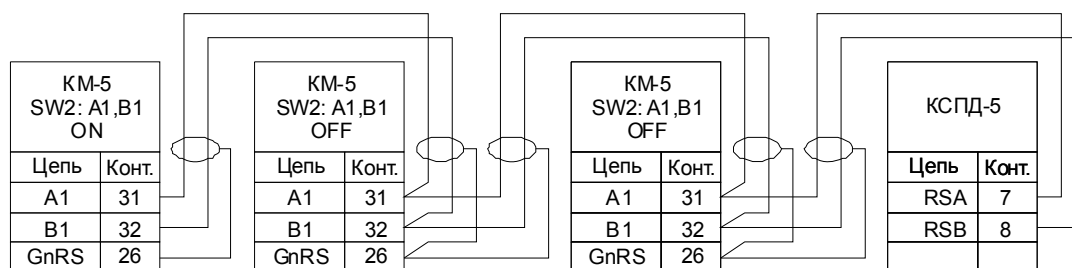 КМ-5
SW2: A1,B1
ON
Цепь Конт.
A1 31
B1 32
GnRS 26
КМ-5
SW2: A1,B1
OFF
Цепь Конт.
A1 31
B1 32
GnRS 26
КМ-5
SW2: A1,B1
OFF
Цепь Конт.
A1 31
B1 32
GnRS 26
КСПД-5
Цепь Конт.
RSA 7
RSB 8